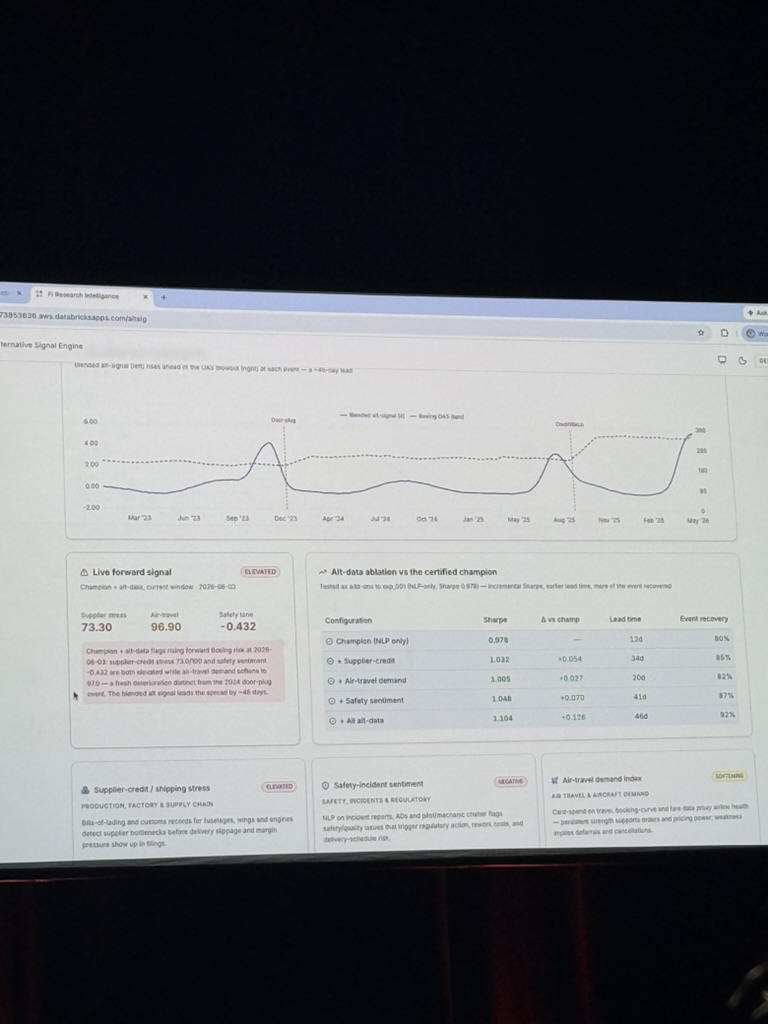 FI Research Intelligence
73853636.aws.databricksapps.com/altsig
Ask
Alternative Signal Engine
Blended alt-signal (left) rises ahead of the OAS blowout (right) at each event — a ~46-day lead
Blended alt-signal (z) Boeing OAS (bps)
Door-plug
CreditWatch
6.00
4.00
2.00
0.00
-2.00
380
285
190
95
0
Mar '23 Jun '23 Sep '23 Dec '23 Apr '24 Jul '24 Oct '24 Jan '25 May '25 Aug '25 Nov '25 Feb '26 May '26
Live forward signal ELEVATED
Champion + alt-data, current window · 2026-06-03
Supplier stress Air-travel Safety tone
73.30 96.90 -0.432
Champion + alt-data flags rising forward Boeing risk at 2026-
06-03: supplier-credit stress 73.0/100 and safety sentiment
-0.432 are both elevated while air-travel demand softens to
97.0 — a fresh deterioration distinct from the 2024 door-plug
event. The blended alt signal leads the spread by ~46 days.
Alt-data ablation vs the certified champion
Tested as add-ons to exp_001 (NLP-only, Sharpe 0.978) — incremental Sharpe, earlier lead time, more of the event recovered
Configuration Sharpe Δ vs champ Lead time Event recovery
Champion (NLP only) 0.978 — 12d 80%
+ Supplier-credit 1.032 +0.054 34d 85%
+ Air-travel demand 1.005 +0.027 20d 82%
+ Safety sentiment 1.048 +0.070 41d 87%
+ All alt-data 1.104 +0.126 46d 92%
Supplier-credit / shipping stress ELEVATED
PRODUCTION, FACTORY & SUPPLY CHAIN
Bills-of-lading and customs records for fuselages, wings and engines
detect supplier bottlenecks before delivery slippage and margin
pressure show up in filings.
Safety-incident sentiment NEGATIVE
SAFETY, INCIDENTS & REGULATORY
NLP on incident reports, ADs and pilot/mechanic chatter flags
safety/quality issues that trigger regulatory action, rework costs, and
delivery-schedule risk.
Air-travel demand index SOFTENING
AIR TRAVEL & AIRCRAFT DEMAND
Card-spend on travel, booking-curve and fare data proxy airline health
— persistent strength supports orders and pricing power; weakness
implies deferrals and cancellations.